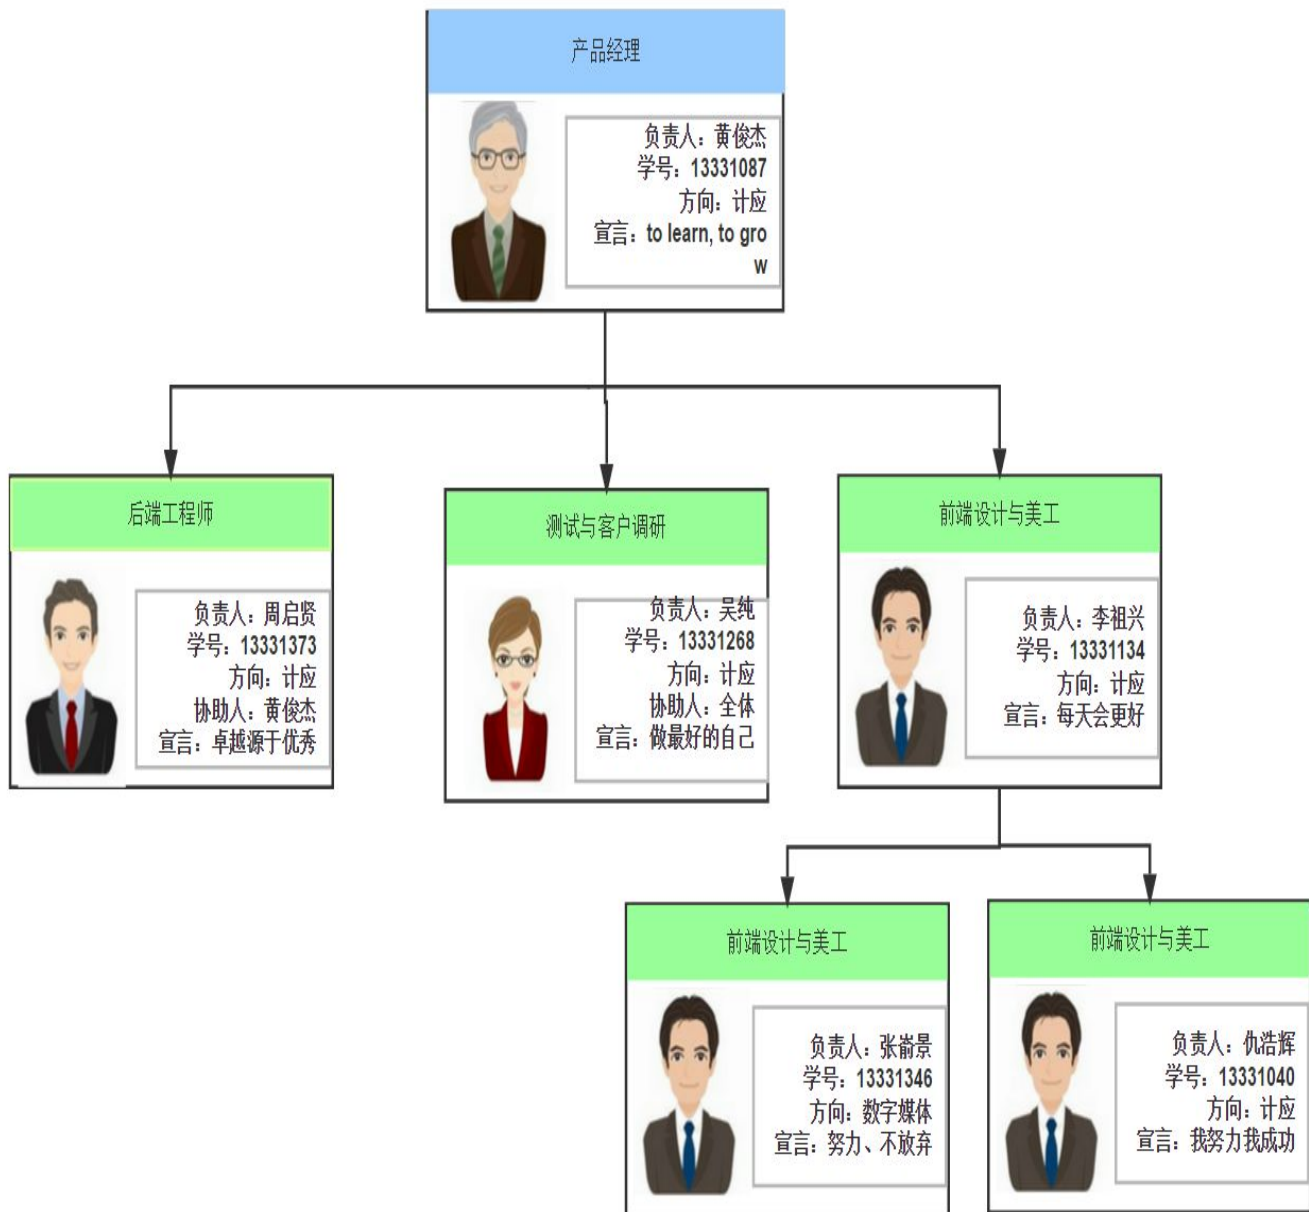 产品经理
负责人：黄俊杰
学号：13331087
方向：计应
宣言：to learn, to gro
w
后端工程师
负责人：周启贤
学号：13331373
方向：计应
协助人：黄俊杰
宣言：卓越源于优秀
测试与客户调研
负责人：吴纯
学号：13331268
方向：计应
协助人：全体
宣言：做最好的自己
前端设计与美工
负责人：李祖兴
学号：13331134
方向：计应
宣言：每天会更好
前端设计与美工
负责人：张嵛景
学号：13331346
方向：数字媒体
宣言：努力、不放弃
前端设计与美工
负责人：仇浩辉
学号：13331040
方向：计应
宣言：我努力我成功